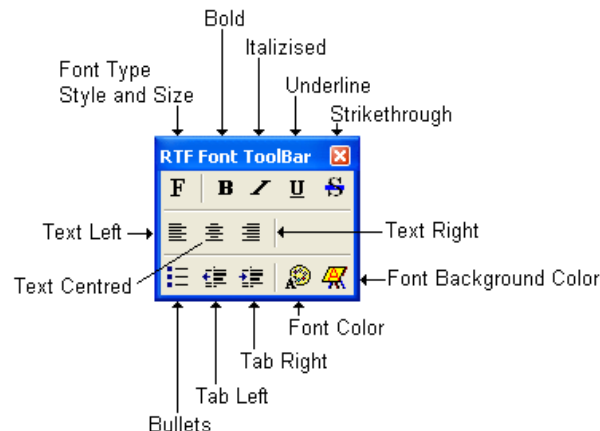 Bold
Italizised
Font Type
Style and Size
Underline
Strikethrough
RTF Font ToolBar
F B I U S
Text Left
Text Right
Text Centred
Font Background Color
Font Color
Tab Right
Tab Left
Bullets